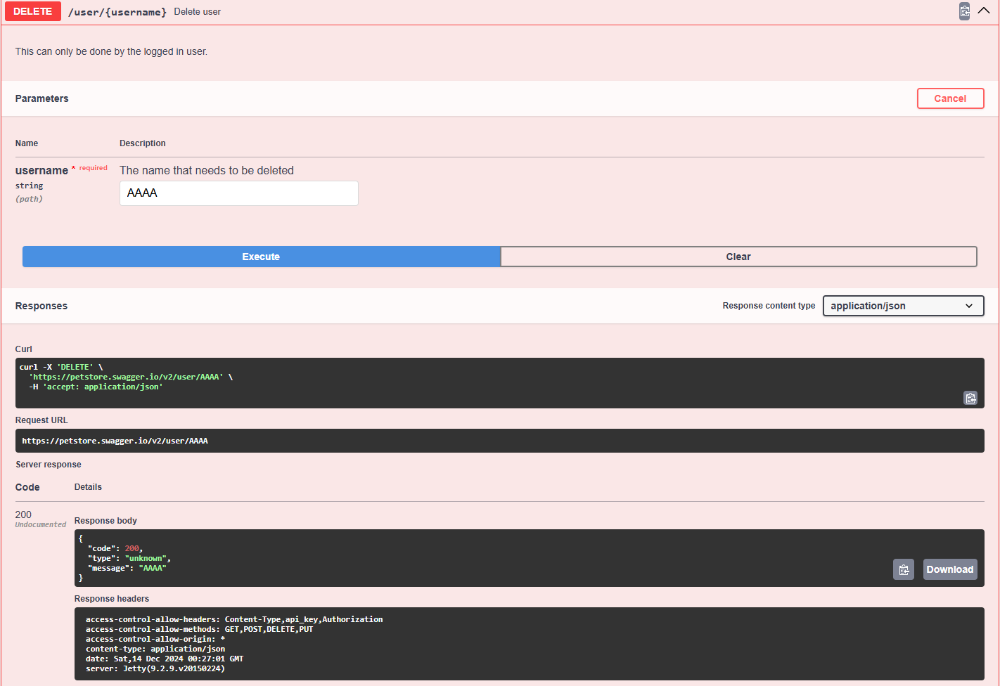 DELETE /user/{username} Delete user
This can only be done by the logged in user.
Parameters Cancel
Name Description
username * required The name that needs to be deleted
string
(path)
AAAA
Execute Clear
Responses Response content type application/json
Curl
curl -X 'DELETE' \
  'https://petstore.swagger.io/v2/user/AAAA' \
  -H 'accept: application/json'
Request URL
https://petstore.swagger.io/v2/user/AAAA
Server response
Code Details
200
Undocumented
Response body
{
  "code": 200,
  "type": "unknown",
  "message": "AAAA"
}
Download
Response headers
access-control-allow-headers: Content-Type,api_key,Authorization
access-control-allow-methods: GET,POST,DELETE,PUT
access-control-allow-origin: *
content-type: application/json
date: Sat,14 Dec 2024 00:27:01 GMT
server: Jetty(9.2.9.v20150224)